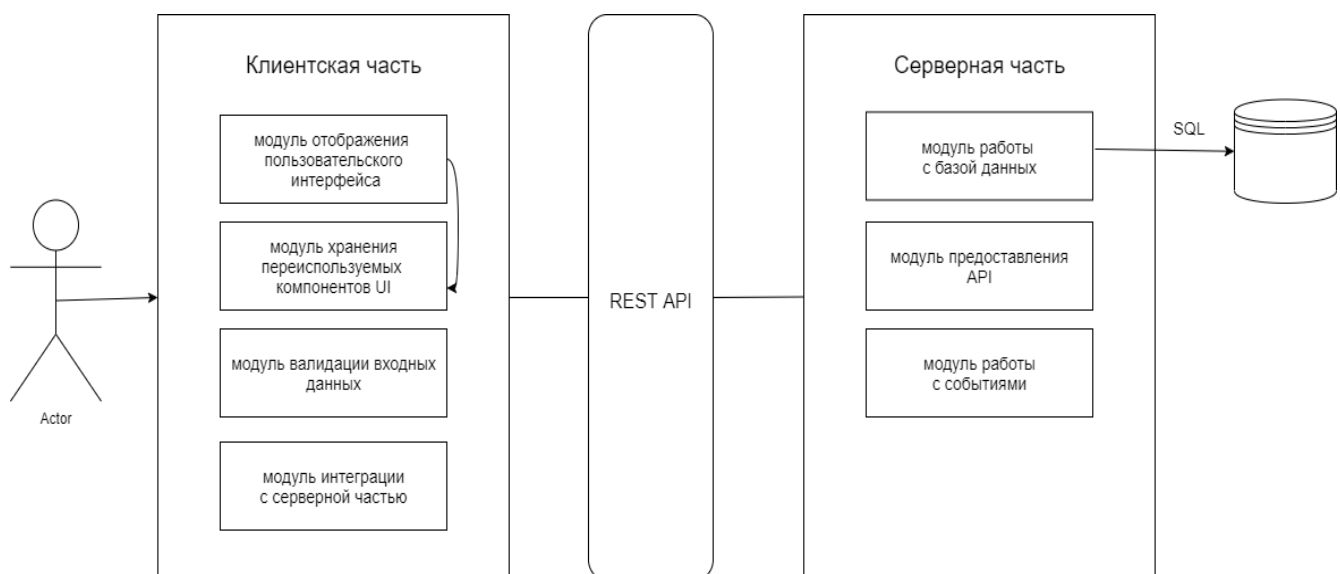 Клиентская часть
модуль отображения
пользовательского
интерфейса
модуль хранения
переиспользуемых
компонентов UI
модуль валидации входных
данных
модуль интеграции
с серверной частью
Actor
REST API
Серверная часть
модуль работы
с базой данных
модуль предоставления
API
модуль работы
с событиями
SQL